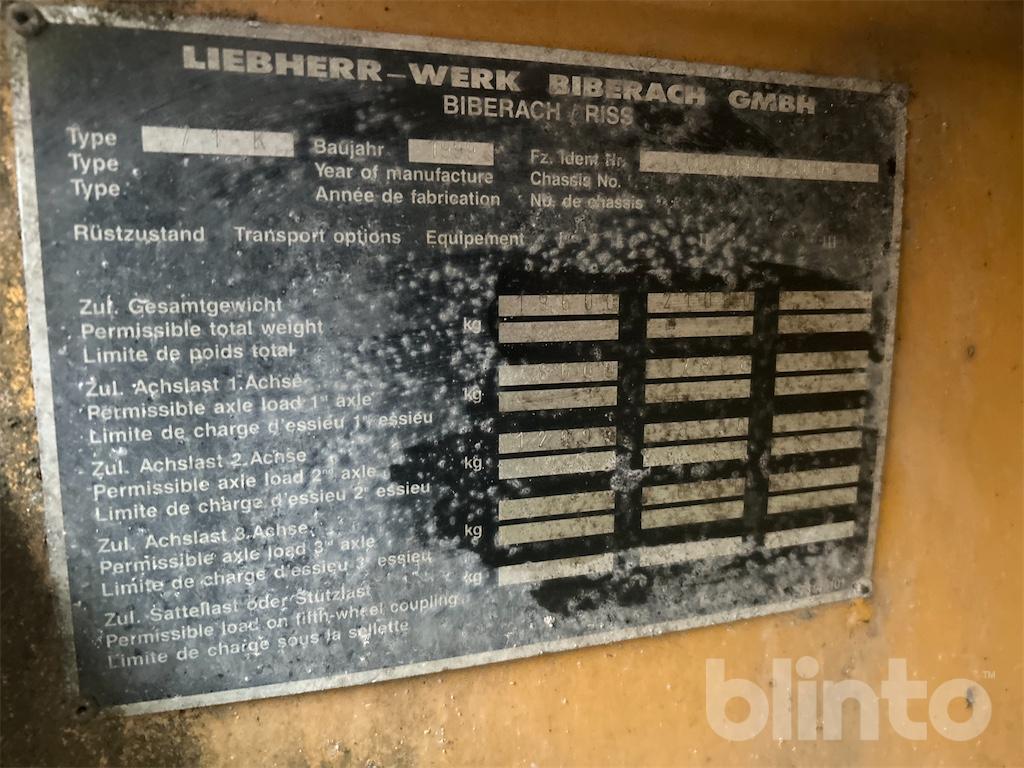 LIEBHERR-WERK BIBERACH GMBH
BIBERACH / RISS
Type 71 K Baujahr Fz. Ident Nr.
Type Year of manufacture Chassis No.
Type Année de fabrication No. de chassis
Rüstzustand Transport options Equipement I II III
Zul. Gesamtgewicht
Permissible total weight kg
Limite de poids total
Zul. Achslast 1.Achse
Permissible axle load 1st axle kg
Limite de charge d'essieu 1e essieu
Zul. Achslast 2.Achse kg
Permissible axle load 2nd axle
Limite de charge d'essieu 2e essieu
Zul. Achslast 3.Achse kg
Permissible axle load 3rd axle
Limite de charge d'essieu 3e essieu
Zul. Sattellast oder Stützlast kg
Permissible load on fifth-wheel coupling
Limite de charge sous la sellette
blinto™